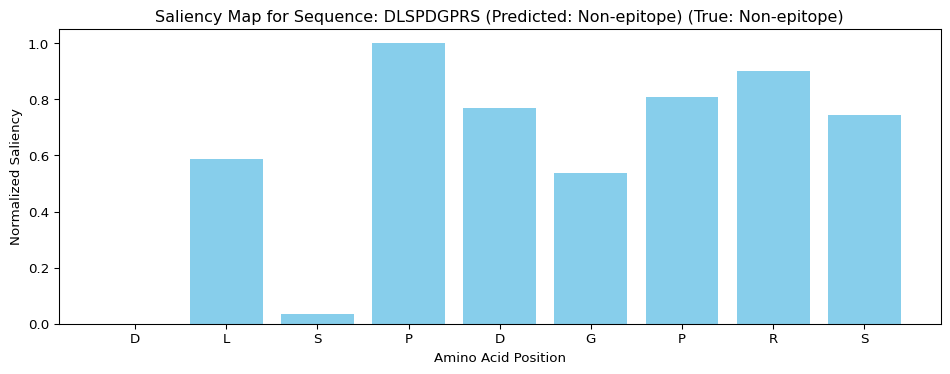 Saliency Map for Sequence: DLSPDGPRS (Predicted: Non-epitope) (True: Non-epitope)
Normalized Saliency
1.0
0.8
0.6
0.4
0.2
0.0
D L S P D G P R S
Amino Acid Position